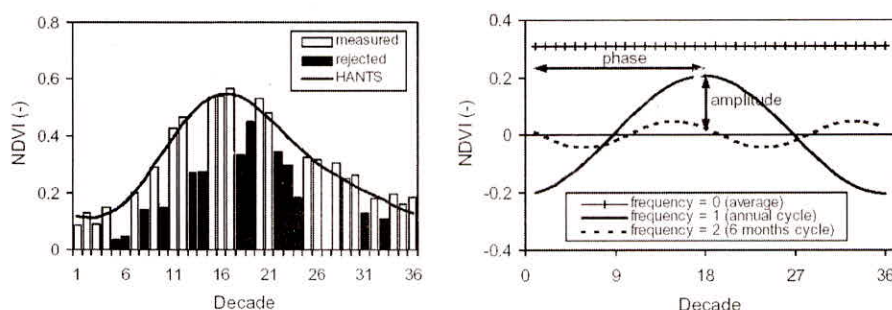 NDVI (-)
0.8
0.6
0.4
0.2
0
measured
rejected
HANTS
1 6 11 16 21 26 31 36
Decade
NDVI (-)
0.4
0.2
0
-0.2
-0.4
phase
amplitude
frequency = 0 (average)
frequency = 1 (annual cycle)
frequency = 2 (6 months cycle)
0 9 18 27 36
Decade